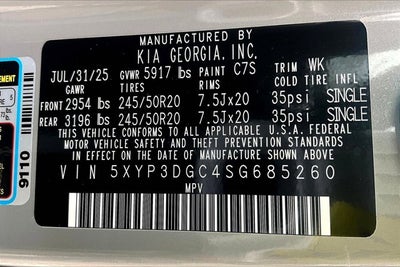 MANUFACTURED BY
KIA GEORGIA, INC.
JUL/31/25 GVWR 5917 lbs PAINT C7S TRIM WK
GAWR TIRES RIMS COLD TIRE INFL
FRONT 2954 lbs 245/50R20 7.5Jx20 35psi SINGLE
REAR 3196 lbs 245/50R20 7.5Jx20 35psi SINGLE
THIS VEHICLE CONFORMS TO ALL APPLICABLE U.S.A. FEDERAL
MOTOR VEHICLE SAFETY AND THEFT PREVENTION STANDARDS
IN EFFECT ON THE DATE OF MANUFACTURE SHOWN ABOVE
VIN 5XYP3DGC4SG685260
MPV
9110